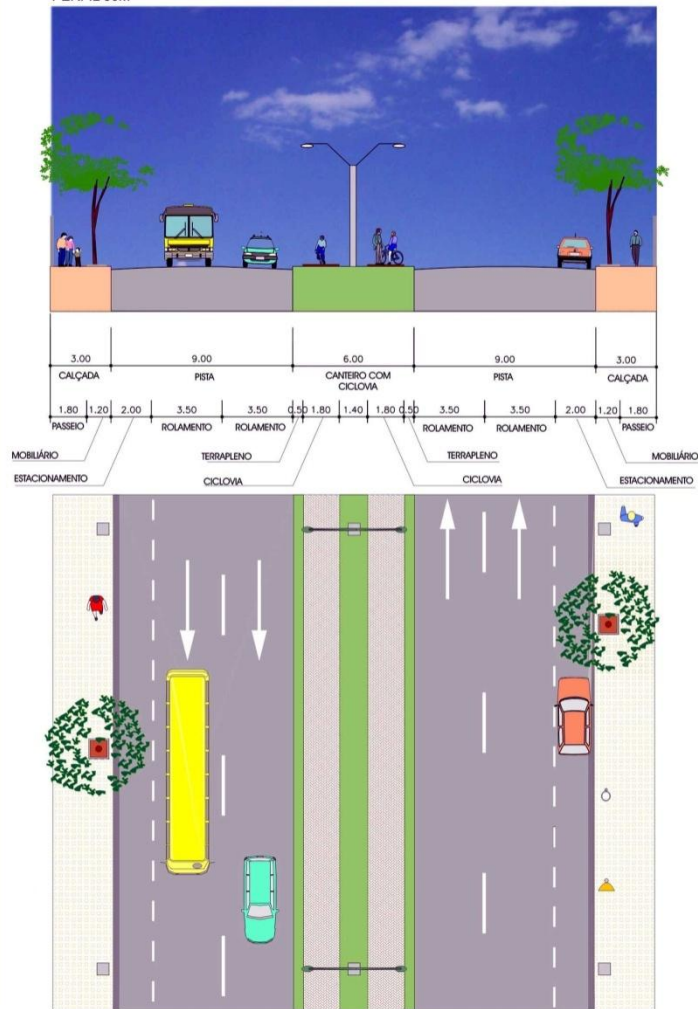 3.00 9.00 6.00 9.00 3.00
CALÇADA PISTA CANTEIRO COM CICLOVIA PISTA CALÇADA
1.80 1.20 2.00 3.50 3.50 0.50 1.80 1.40 1.80 0.50 3.50 3.50 2.00 1.20 1.80
PASSEIO ROLAMENTO ROLAMENTO ROLAMENTO ROLAMENTO PASSEIO
MOBILIÁRIO TERRAPLENO TERRAPLENO MOBILIÁRIO
ESTACIONAMENTO CICLOVIA CICLOVIA ESTACIONAMENTO